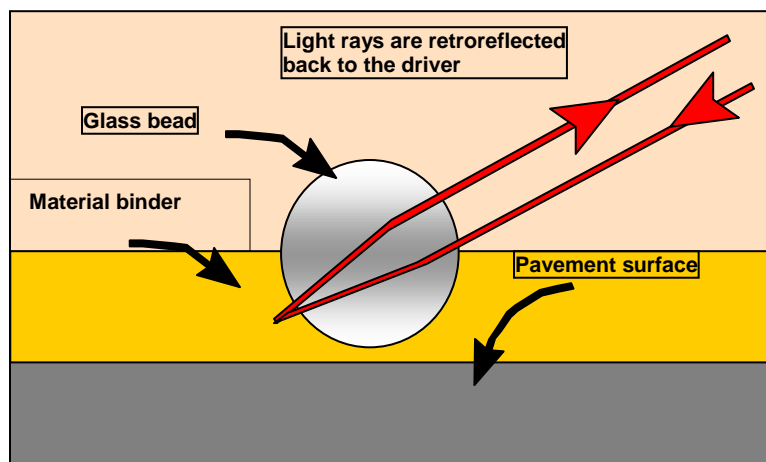 Light rays are retroreflected
back to the driver
Glass bead
Material binder
Pavement surface